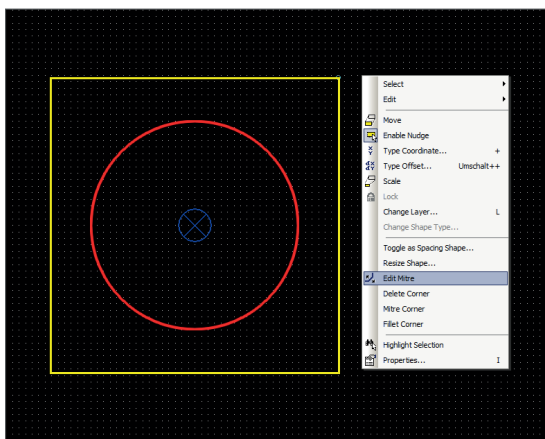 Select
Edit
Move
Enable Nudge
Type Coordinate... +
Type Offset... Umschalt++
Scale
Lock
Change Layer... L
Change Shape Type...
Toggle as Spacing Shape...
Resize Shape...
Edit Mitre
Delete Corner
Mitre Corner
Fillet Corner
Highlight Selection
Properties... I